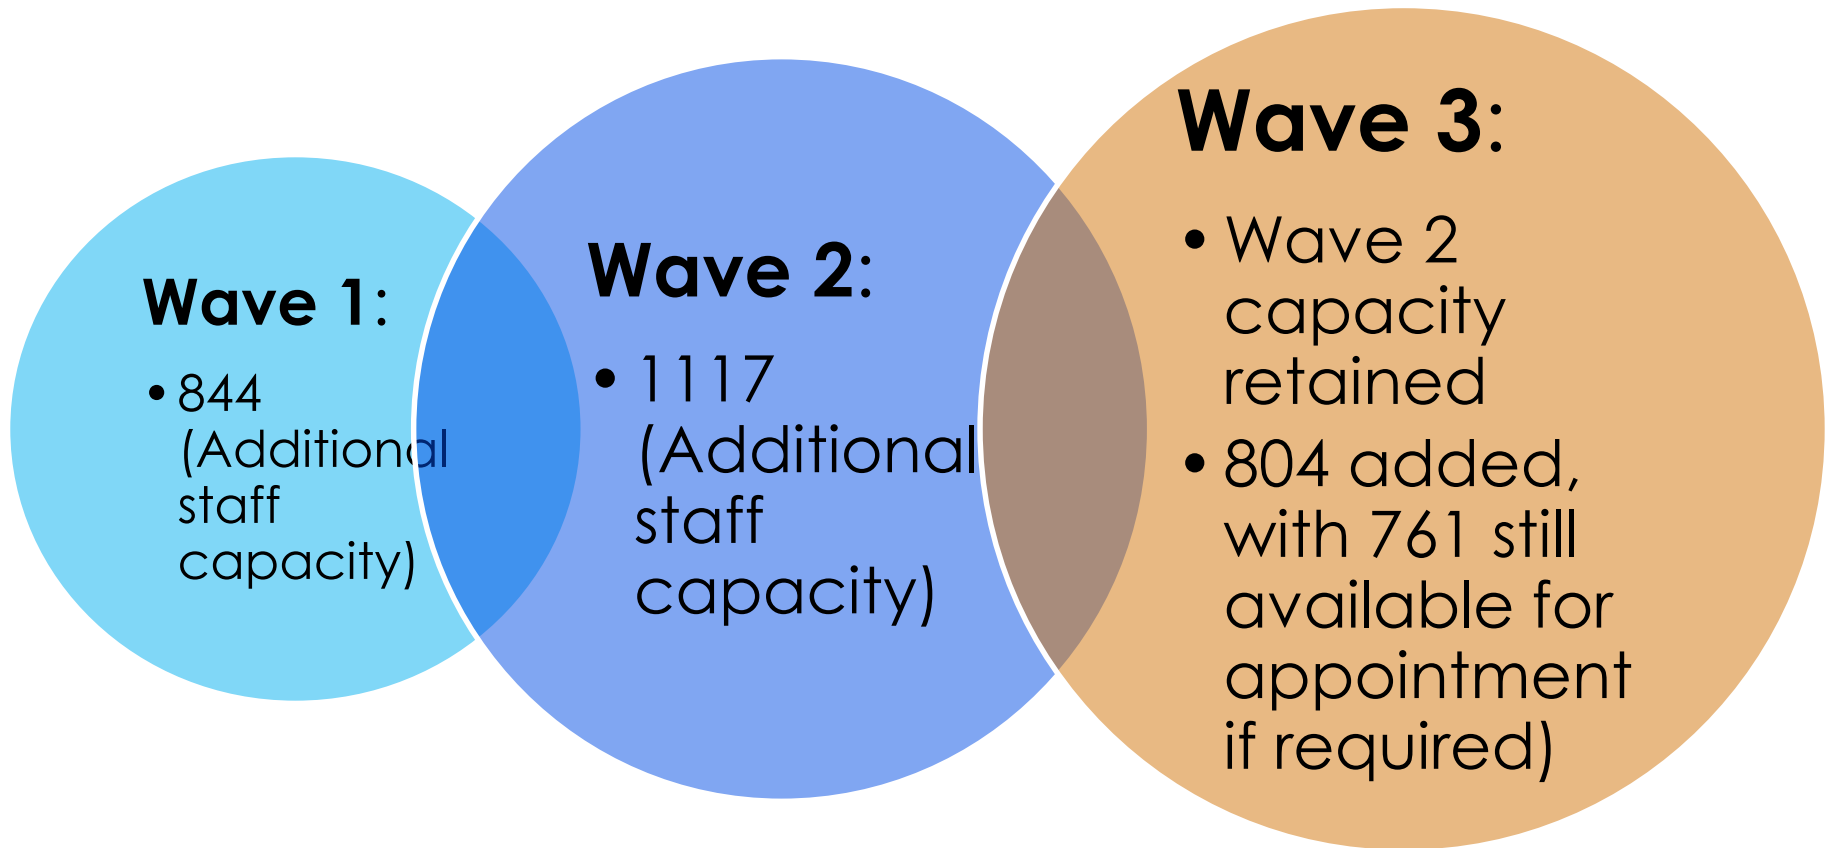 Wave 1:
• 844
(Additional
staff
capacity)
Wave 2:
• 1117
(Additional
staff
capacity)
Wave 3:
• Wave 2
capacity
retained
• 804 added,
with 761 still
available for
appointment
if required)